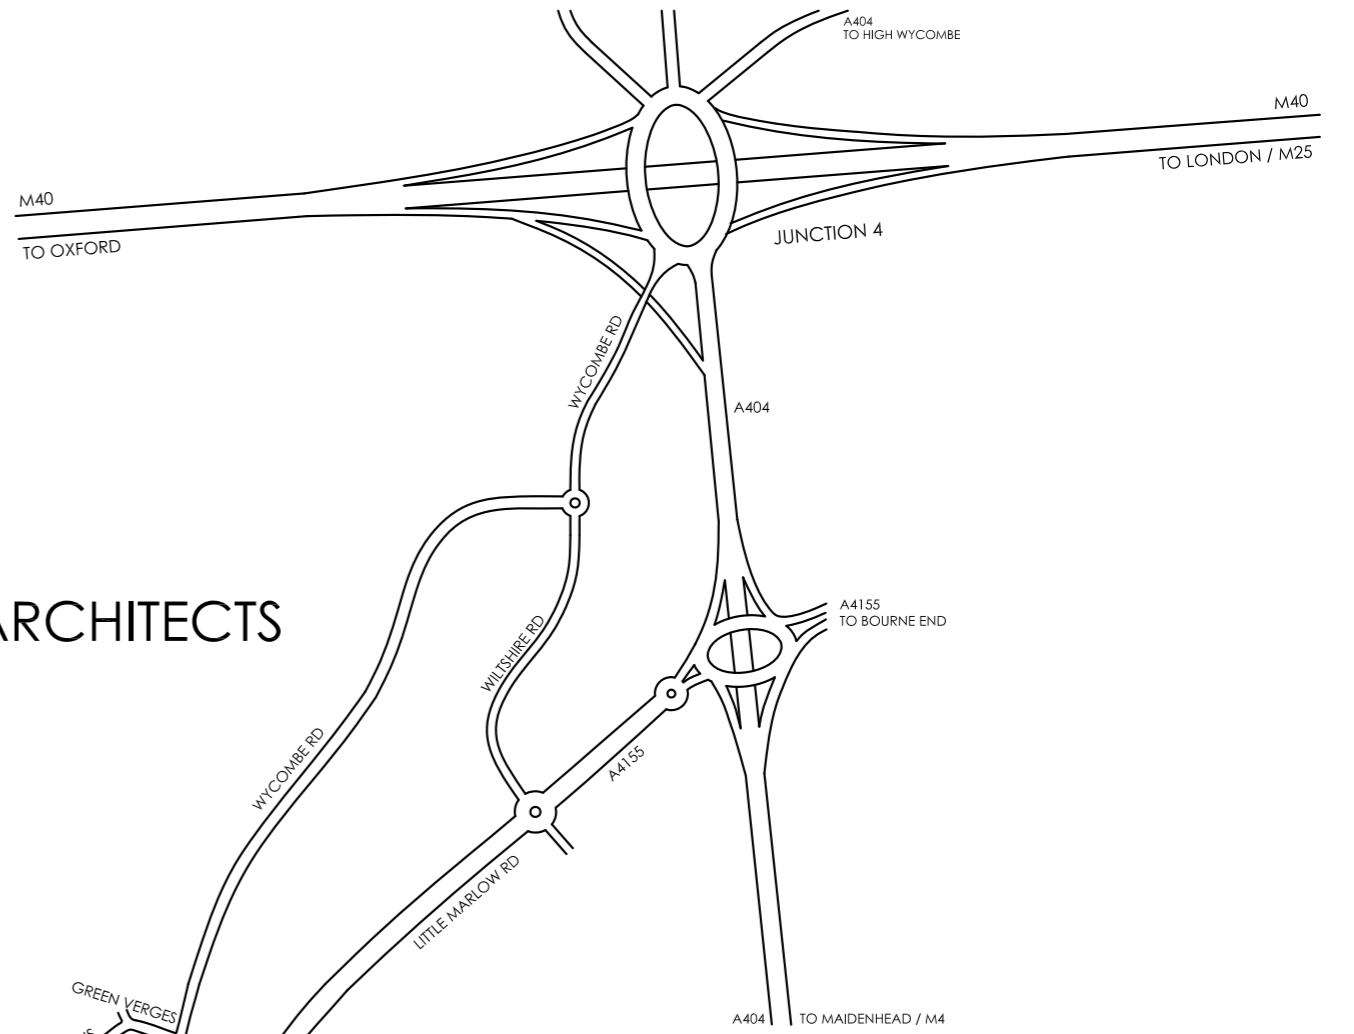 A404
TO HIGH WYCOMBE
M40
TO LONDON / M25
M40
TO OXFORD
JUNCTION 4
WYCOMBE RD
A404
ARCHITECTS
A4155
TO BOURNE END
WILTSHIRE RD
WYCOMBE RD
A4155
LITTLE MARLOW RD
GREEN VERGES
A404
TO MAIDENHEAD / M4